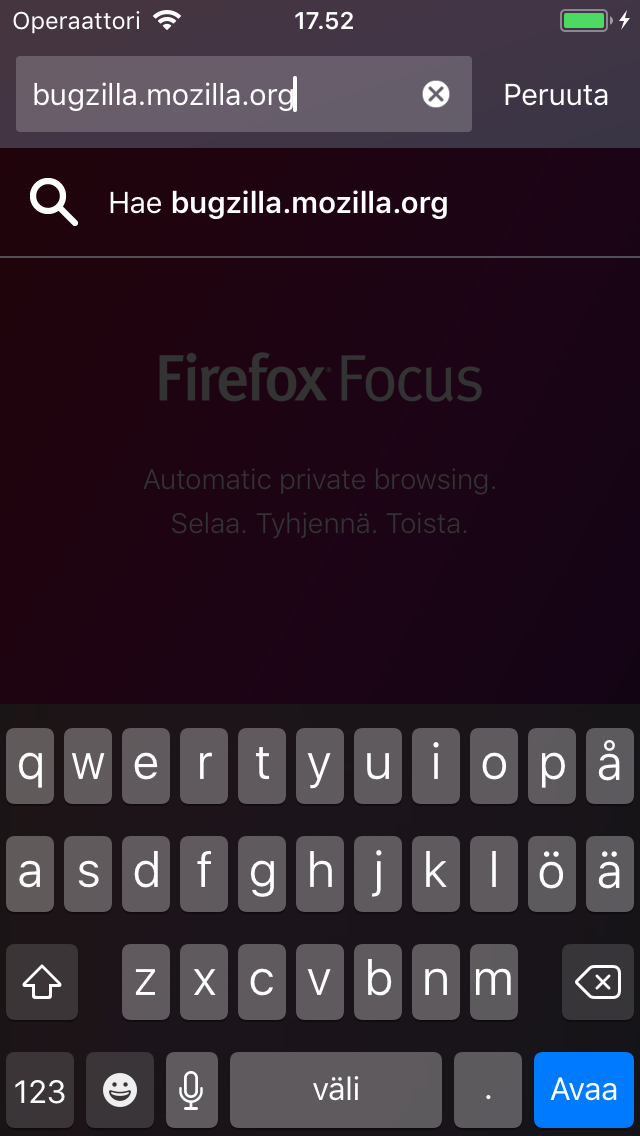 Operaattori 17.52
bugzilla.mozilla.org Peruuta
Hae bugzilla.mozilla.org
Firefox Focus
Automatic private browsing.
Selaa. Tyhjennä. Toista.
q w e r t y u i o p å
a s d f g h j k l ö ä
z x c v b n m
123 väli . Avaa